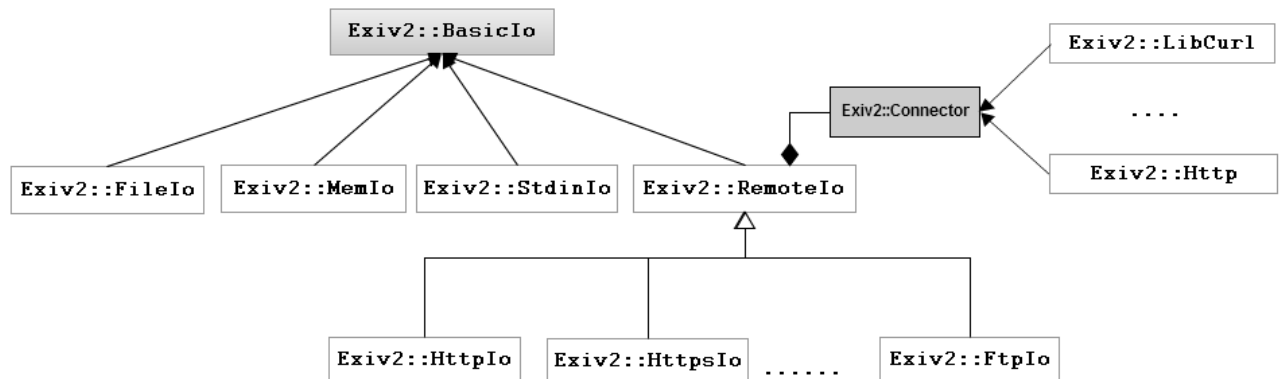 Exiv2::BasicIo
Exiv2::LibCurl
Exiv2::Connector
....
Exiv2::Http
Exiv2::FileIo
Exiv2::MemIo
Exiv2::StdinIo
Exiv2::RemoteIo
Exiv2::HttpIo
Exiv2::HttpsIo
......
Exiv2::FtpIo